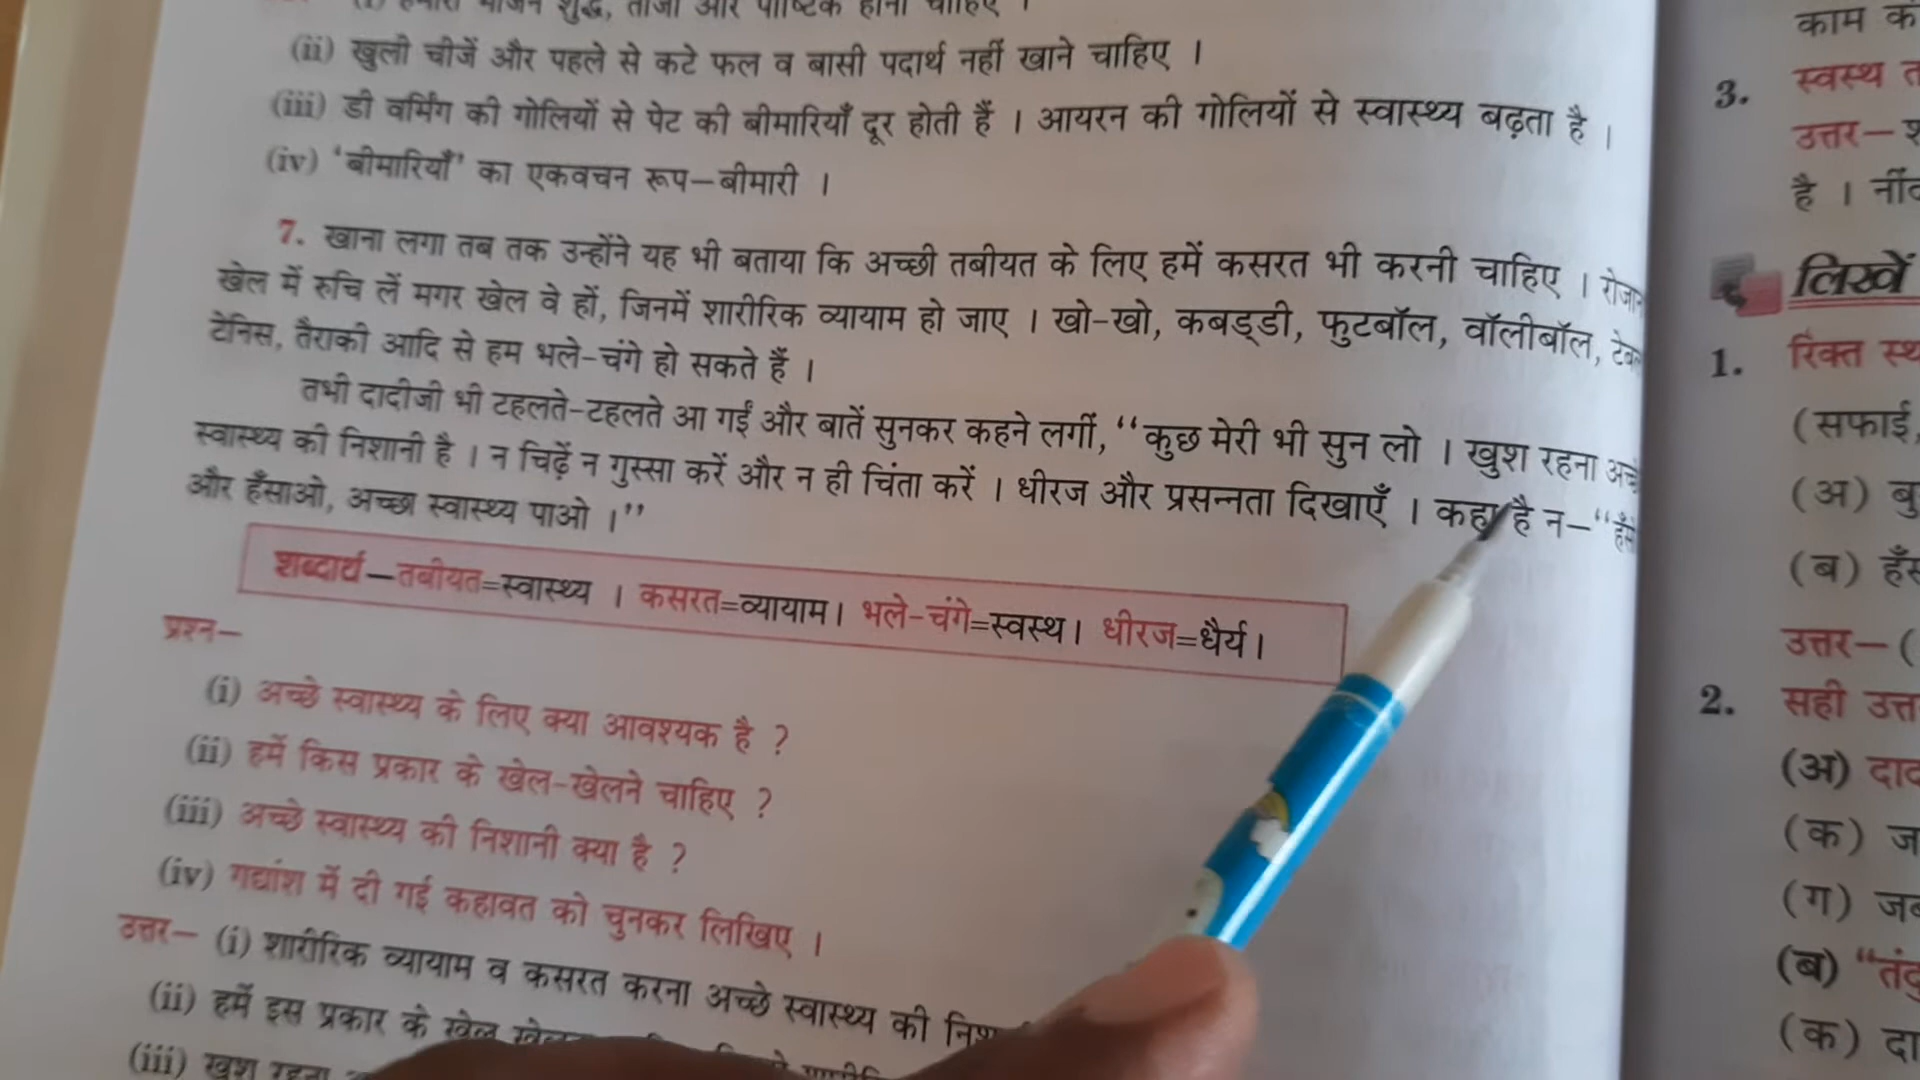 (ii) खुली चीजें और पहले से कटे फल व बासी पदार्थ नहीं खाने चाहिए ।
(iii) डी वर्मिंग की गोलियों से पेट की बीमारियाँ दूर होती हैं । आयरन की गोलियों से स्वास्थ्य बढ़ता है ।
(iv) 'बीमारियाँ' का एकवचन रूप–बीमारी ।
7. खाना लगा तब तक उन्होंने यह भी बताया कि अच्छी तबीयत के लिए हमें कसरत भी करनी चाहिए ।
खेल में रुचि लें मगर खेल वे हों, जिनमें शारीरिक व्यायाम हो जाए । खो-खो, कबड्डी, फुटबॉल, वॉलीबॉल,
टेनिस, तैराकी आदि से हम भले-चंगे हो सकते हैं ।
तभी दादीजी भी टहलते-टहलते आ गईं और बातें सुनकर कहने लगीं, "कुछ मेरी भी सुन लो । खुश रहना
स्वास्थ्य की निशानी है । न चिढ़ें न गुस्सा करें और न ही चिंता करें । धीरज और प्रसन्नता दिखाएँ । कहा है न–"
और हँसाओ, अच्छा स्वास्थ्य पाओ ।"
शब्दार्थ–तबीयत=स्वास्थ्य । कसरत=व्यायाम। भले-चंगे=स्वस्थ। धीरज=धैर्य।
प्रश्न–
(i) अच्छे स्वास्थ्य के लिए क्या आवश्यक है ?
(ii) हमें किस प्रकार के खेल-खेलने चाहिए ?
(iii) अच्छे स्वास्थ्य की निशानी क्या है ?
(iv) गद्यांश में दी गई कहावत को चुनकर लिखिए ।
उत्तर– (i) शारीरिक व्यायाम व कसरत करना अच्छे स्वास्थ्य की
(ii) हमें इस प्रकार के खेल
(iii) खुश रहना
काम
3. स्वस्थ
उत्तर–
है । नींद
लिखें
1. रिक्त
(सफाई,
(अ)
(ब)
उत्तर– (
2. सही
(अ)
(क)
(ग)
(ब)
(क)